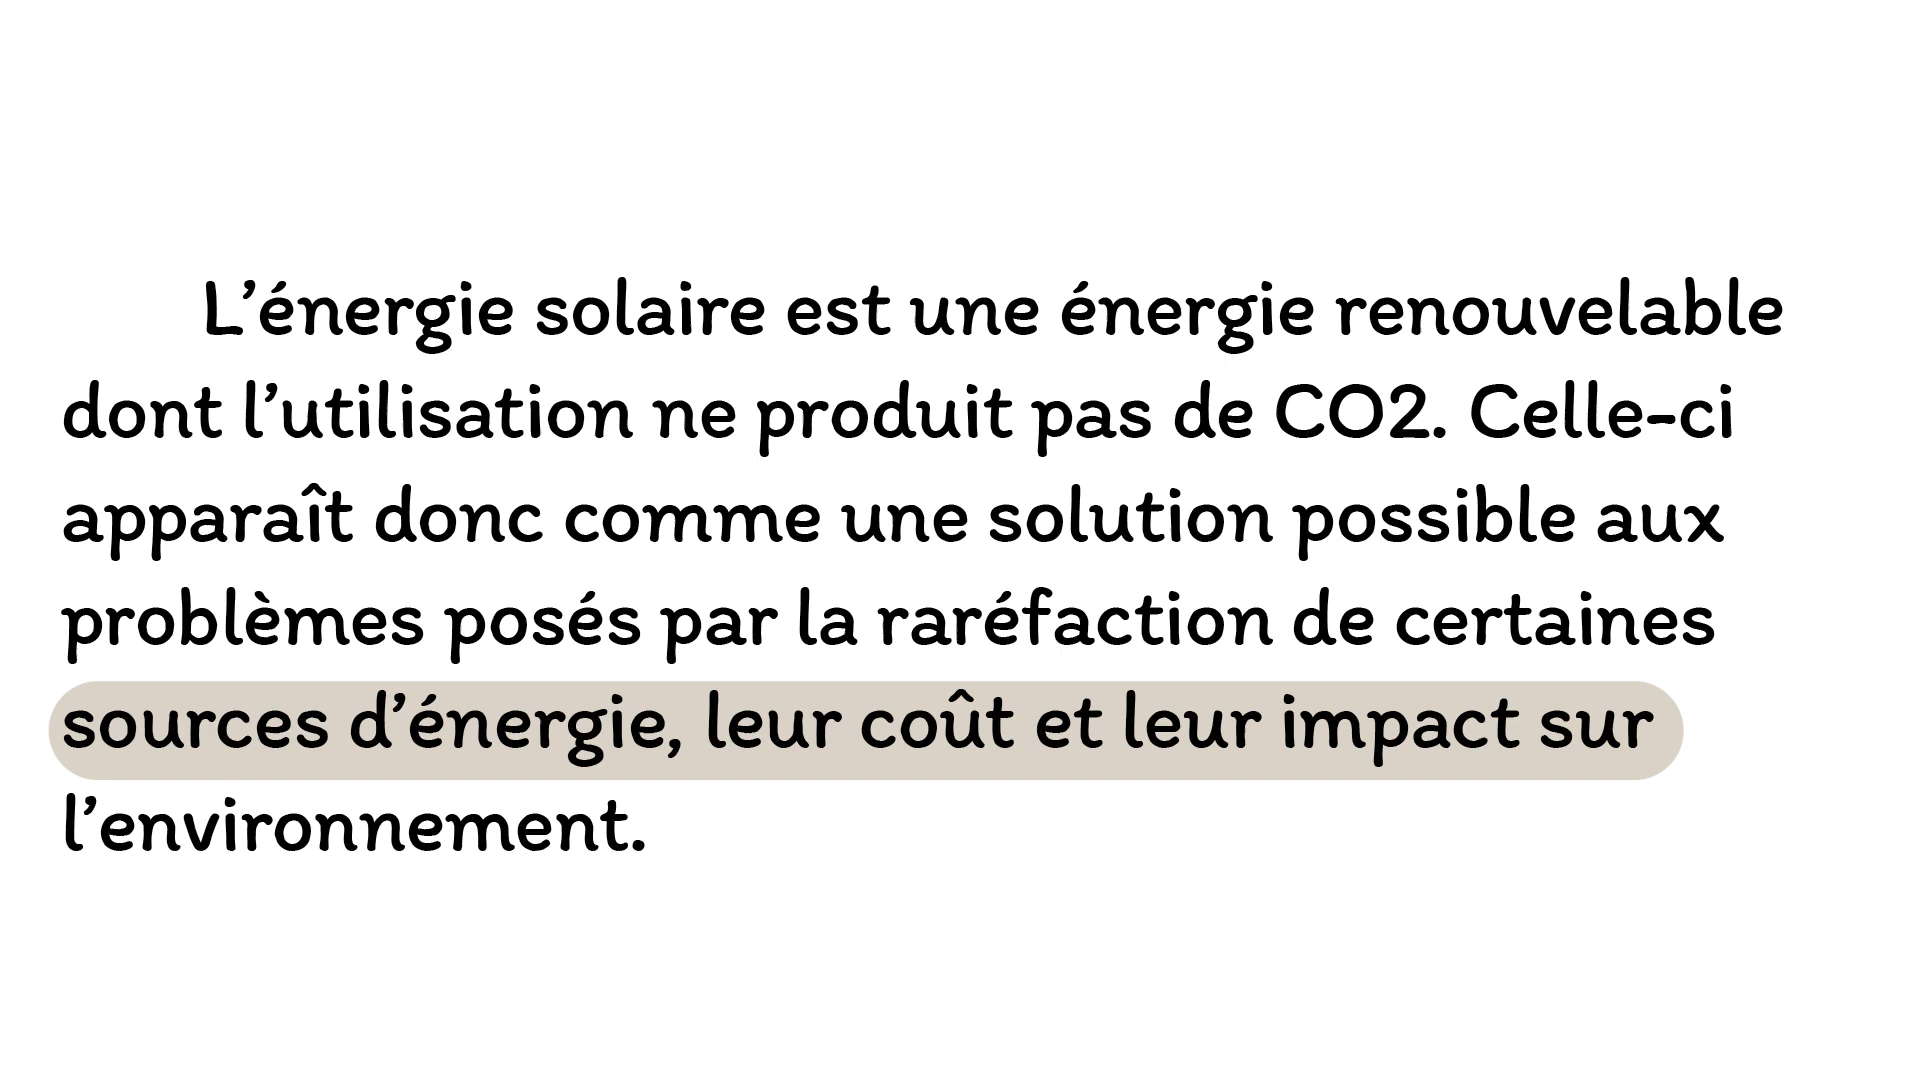 L’énergie solaire est une énergie renouvelable
dont l’utilisation ne produit pas de CO2. Celle-ci
apparaît donc comme une solution possible aux
problèmes posés par la raréfaction de certaines
sources d’énergie, leur coût et leur impact sur
l’environnement.